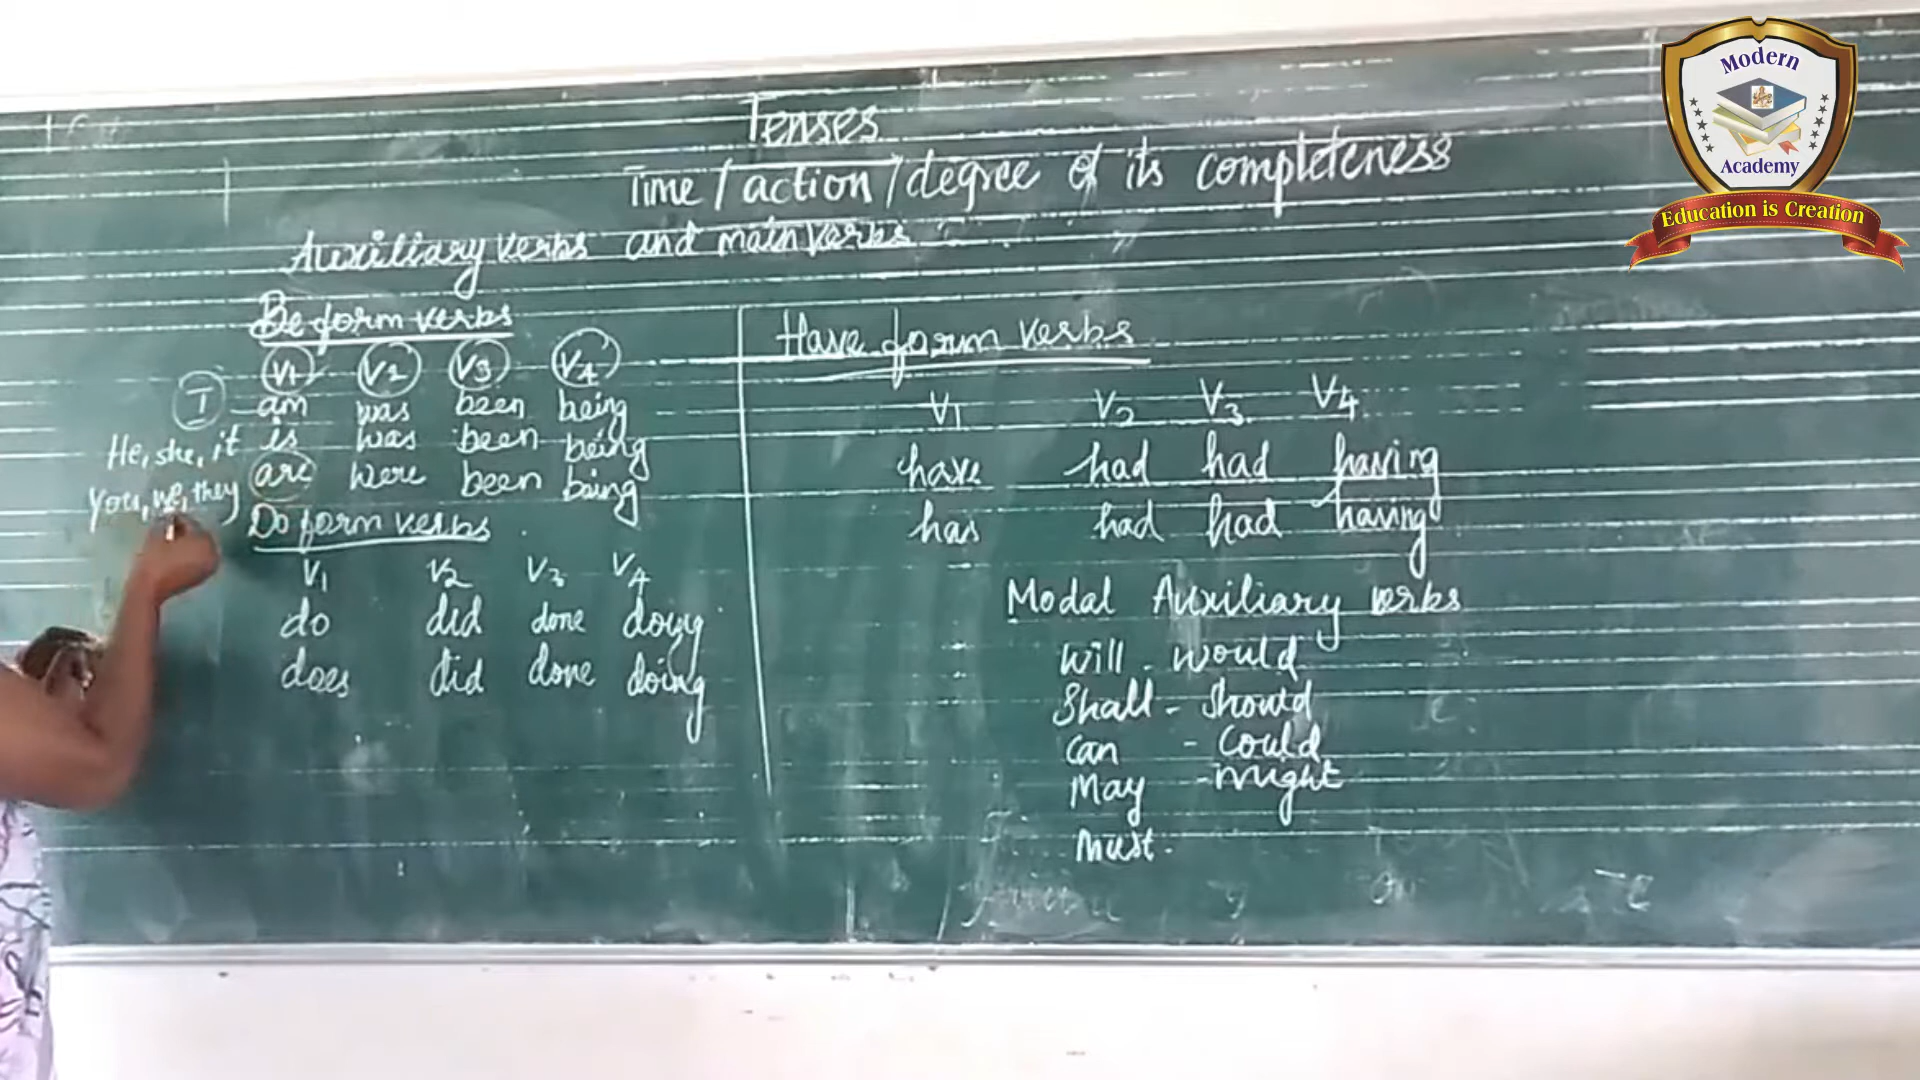 Tenses
Time / action / degree of its completeness
Auxiliary verbs and main verbs
Be form verbs
V1 V2 V3 V4
I am was been being
He, she, it is was been being
You, we, they are were been being
Do form verbs
V1 V2 V3 V4
do did done doing
does did done doing
Have form verbs
V1 V2 V3 V4
have had had having
has had had having
Modal Auxiliary verbs
Will - would
Shall - Should
Can - Could
May - might
Must.
Modern
Academy
Education is Creation